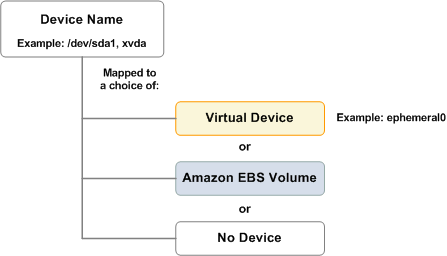 Device Name
Example: /dev/sda1, xvda
Mapped to
a choice of:
Virtual Device
Example: ephemeral0
or
Amazon EBS Volume
or
No Device